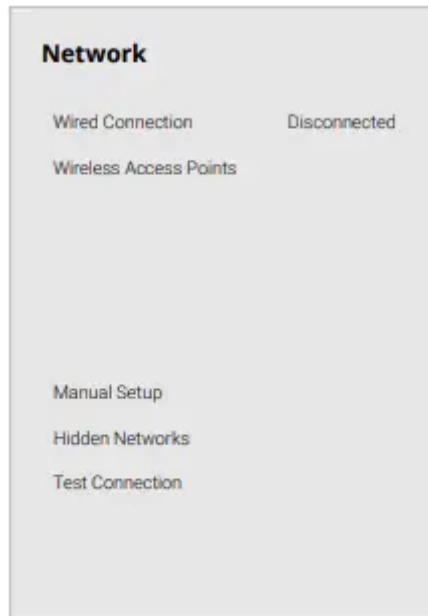 Network
Wired Connection Disconnected
Wireless Access Points
Manual Setup
Hidden Networks
Test Connection